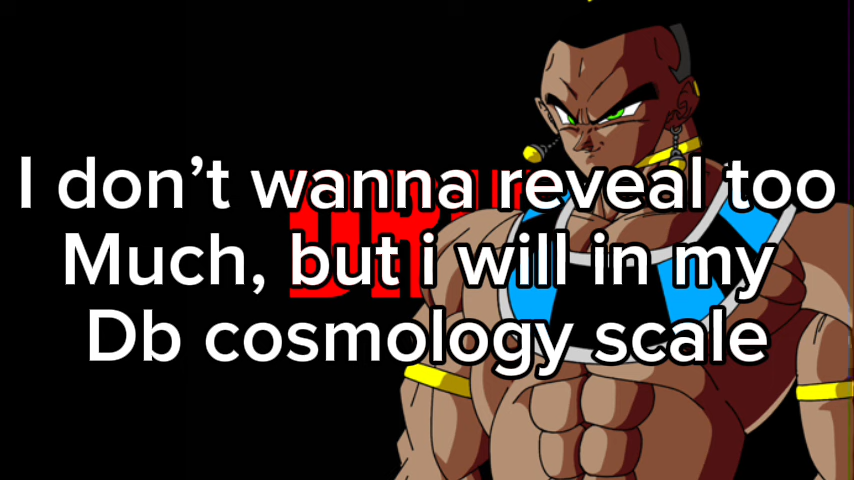 I don’t wanna reveal too
Much, but i will in my
Db cosmology scale